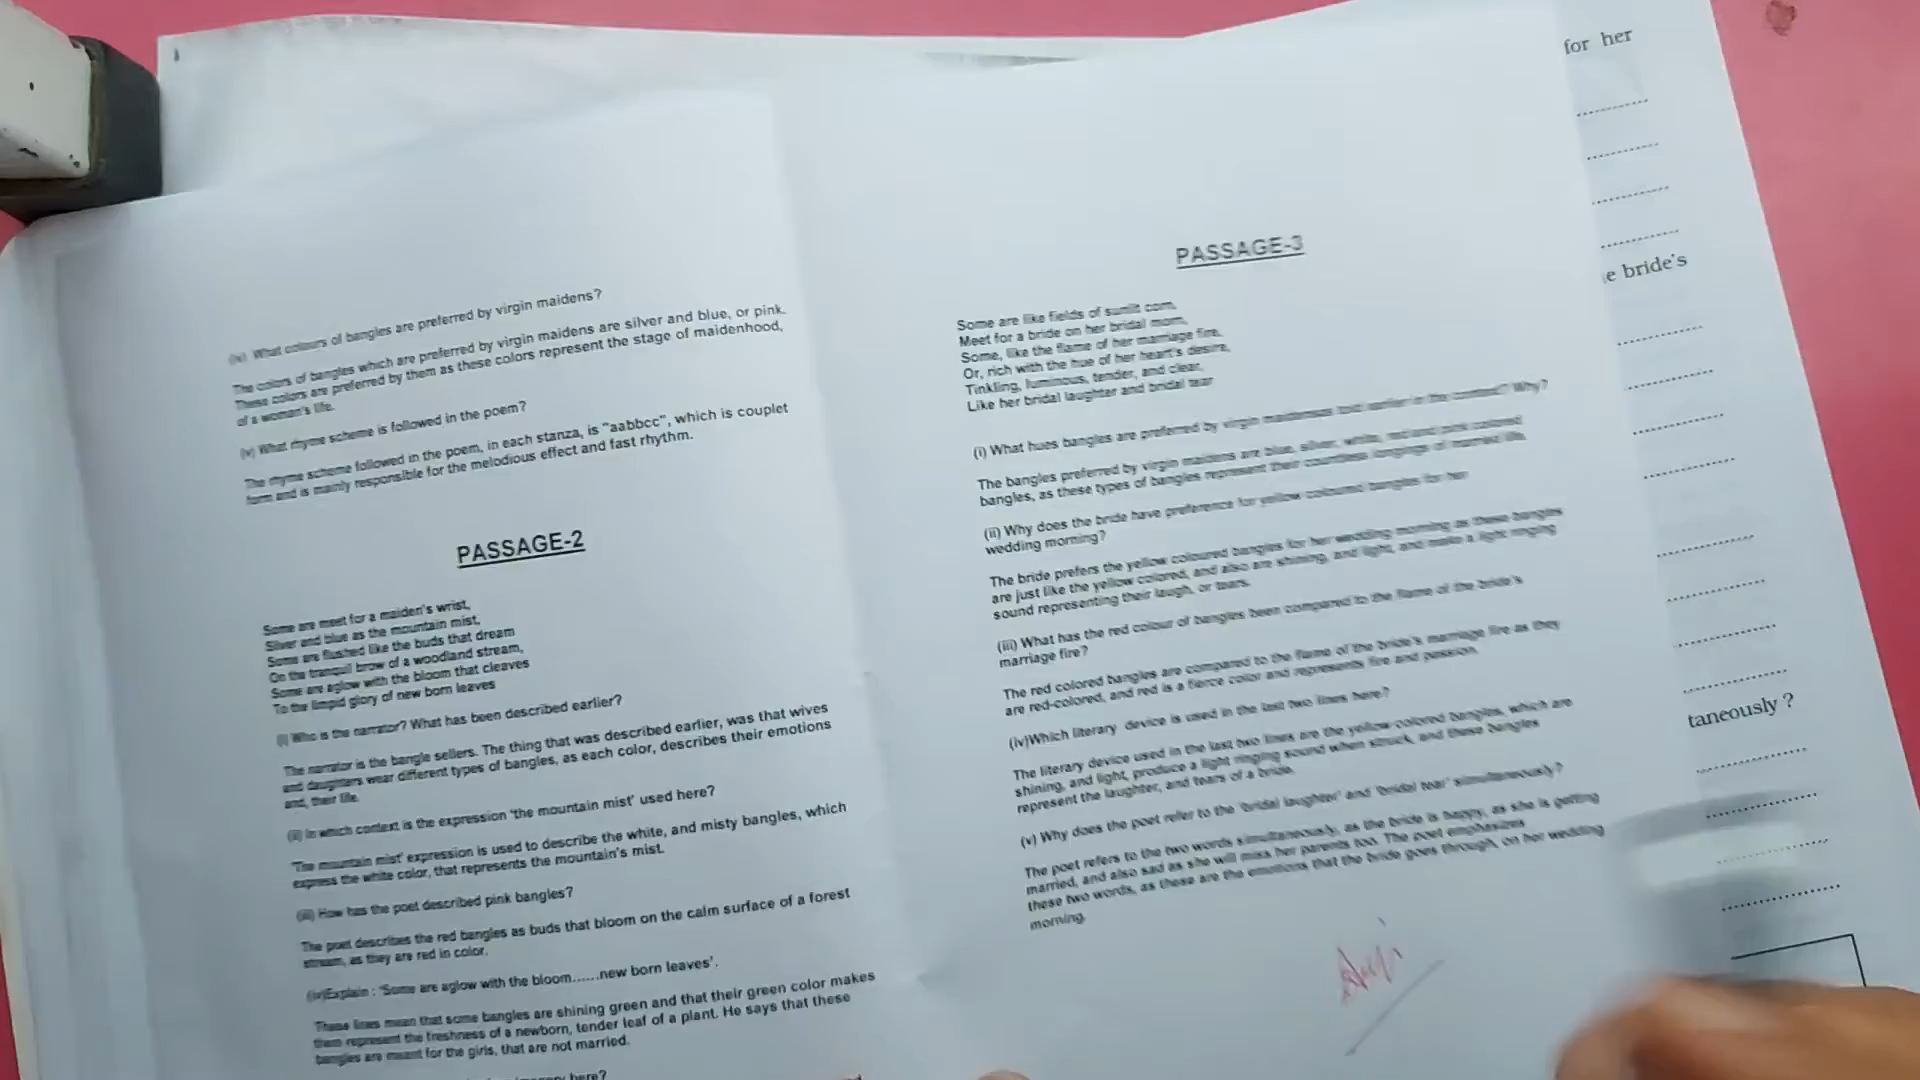 (iv) What colours of bangles are preferred by virgin maidens?
The colors of bangles which are preferred by virgin maidens are silver and blue, or pink.
These colors are preferred by them as these colors represent the stage of maidenhood,
of a woman's life.
(v) What rhyme scheme is followed in the poem?
The rhyme scheme followed in the poem, in each stanza, is "aabbcc", which is couplet
form and is mainly responsible for the melodious effect and fast rhythm.
PASSAGE-2
Some are meet for a maiden's wrist,
Silver and blue as the mountain mist,
Some are flushed like the buds that dream
On the tranquil brow of a woodland stream,
Some are aglow with the bloom that cleaves
To the limpid glory of new born leaves
(i) Who is the narrator? What has been described earlier?
The narrator is the bangle sellers. The thing that was described earlier, was that wives
and daughters wear different types of bangles, as each color, describes their emotions
and, their life.
(ii) In which context is the expression 'the mountain mist' used here?
'The mountain mist' expression is used to describe the white, and misty bangles, which
express the white color, that represents the mountain's mist.
(iii) How has the poet described pink bangles?
The poet describes the red bangles as buds that bloom on the calm surface of a forest
stream, as they are red in color.
(iv)Explain : 'Some are aglow with the bloom......new born leaves'.
These lines mean that some bangles are shining green and that their green color makes
them represent the freshness of a newborn, tender leaf of a plant. He says that these
bangles are meant for the girls, that are not married.
here?
PASSAGE-3
Some are like fields of sunlit corn,
Meet for a bride on her bridal morn,
Some, like the flame of her marriage fire,
Or, rich with the hue of her heart's desire,
Tinkling, luminous, tender, and clear,
Like her bridal laughter and bridal tear
(i) What hues bangles are preferred by virgin maidens earlier in the context? Why?
The bangles preferred by virgin maidens are blue, silver, white, red and pink colored
bangles, as these types of bangles represent their countless longings of married life.
(ii) Why does the bride have preference for yellow coloured bangles for her
wedding morning?
The bride prefers the yellow coloured bangles for her wedding morning as these bangles
are just like the yellow colored, and also are shining, and light, and make a light ringing
sound representing their laugh, or tears.
(iii) What has the red colour of bangles been compared to the flame of the bride's
marriage fire?
The red colored bangles are compared to the flame of the bride's marriage fire as they
are red-colored, and red is a fierce color and represents fire and passion.
(iv)Which literary device is used in the last two lines here?
The literary device used in the last two lines are the yellow-colored bangles, which are
shining, and light, produce a light ringing sound when struck, and these bangles
represent the laughter, and tears of a bride.
(v) Why does the poet refer to the 'bridal laughter' and 'bridal tear' simultaneously?
The poet refers to the two words simultaneously, as the bride is happy, as she is getting
married, and also sad as she will miss her parents too. The poet emphasizes
these two words, as these are the emotions that the bride goes through, on her wedding
morning.
for her
e bride's
taneously ?